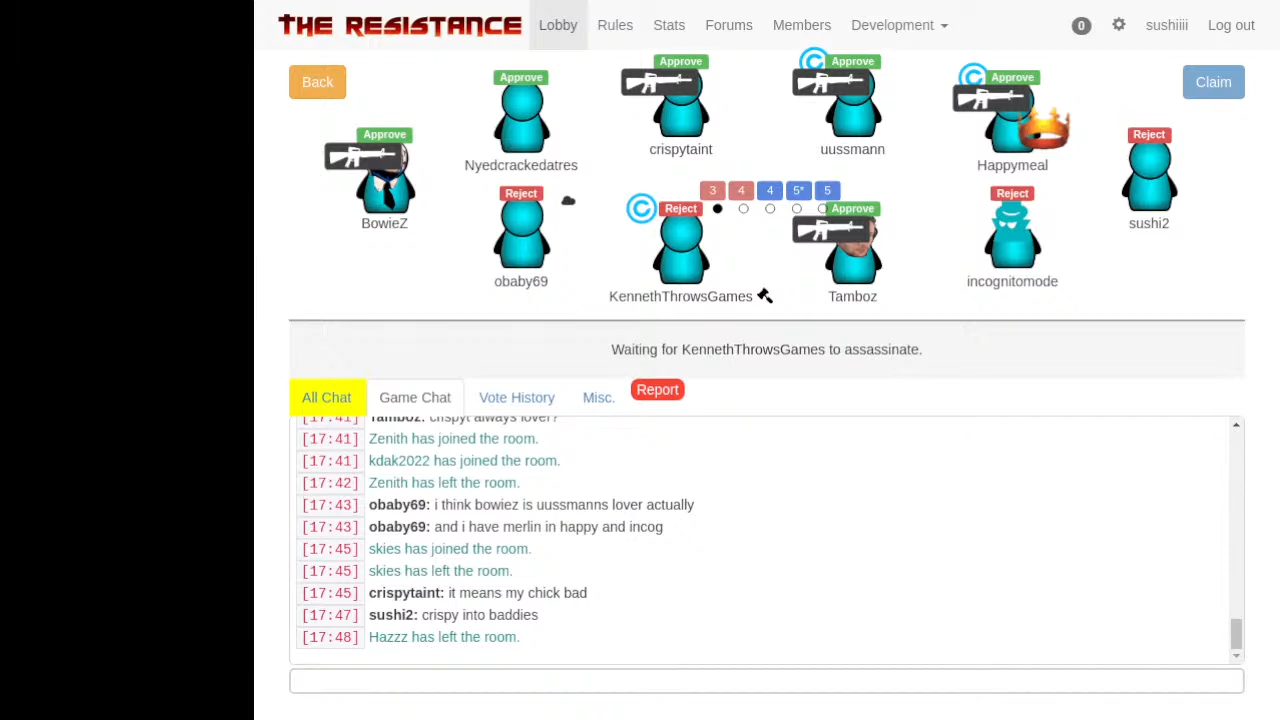 THE RESISTANCE Lobby Rules Stats Forums Members Development 0 sushiiii Log out
Back Claim
Approve Approve Approve Approve Approve Reject
Nyedcrackedatres crispytaint uussmann Happymeal
BowieZ sushi2
3 4 4 5* 5
Reject Reject Approve Reject
obaby69 KennethThrowsGames Tamboz incognitomode
Waiting for KennethThrowsGames to assassinate.
All Chat Game Chat Vote History Misc. Report
[17:41] Tamboz: crispyt always lover?
[17:41] Zenith has joined the room.
[17:41] kdak2022 has joined the room.
[17:42] Zenith has left the room.
[17:43] obaby69: i think bowiez is uussmanns lover actually
[17:43] obaby69: and i have merlin in happy and incog
[17:45] skies has joined the room.
[17:45] skies has left the room.
[17:45] crispytaint: it means my chick bad
[17:47] sushi2: crispy into baddies
[17:48] Hazzz has left the room.